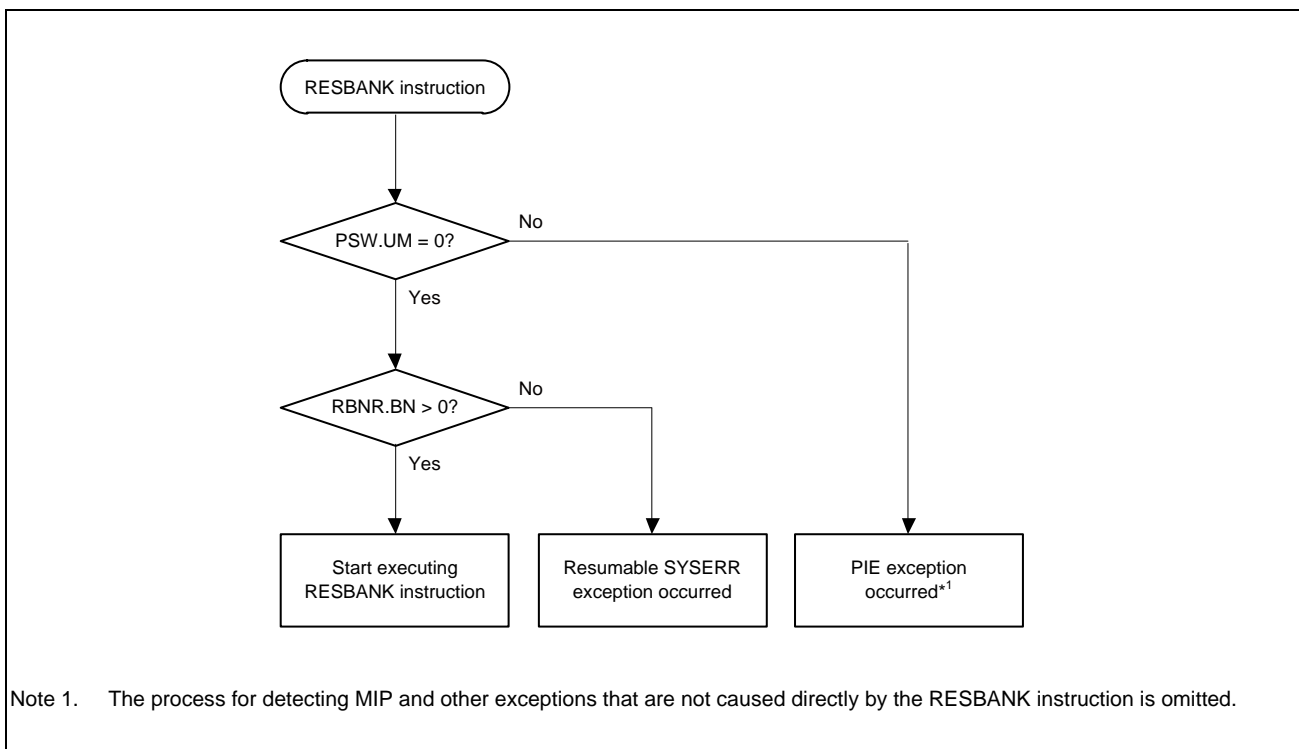 RESBANK instruction
PSW.UM = 0?
No
Yes
RBNR.BN > 0?
No
Yes
Start executing
RESBANK instruction
Resumable SYSERR
exception occurred
PIE exception
occurred*1
Note 1. The process for detecting MIP and other exceptions that are not caused directly by the RESBANK instruction is omitted.